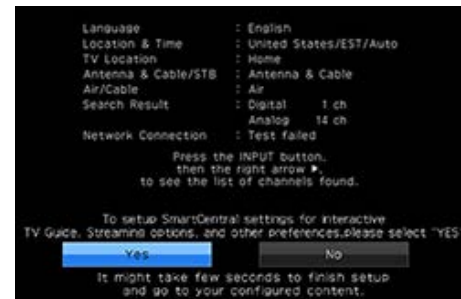 Language : English
Location & Time : United States/EST/Auto
TV Location : Home
Antenna & Cable/STB : Antenna & Cable
Air/Cable : Air
Search Result : Digital 1 ch
Analog 14 ch
Network Connection : Test failed
Press the INPUT button,
then the right arrow ►,
to see the list of channels found.
To setup SmartCentral settings for interactive
TV Guide, Streaming options, and other preferences,please select "YES"
Yes No
It might take few seconds to finish setup
and go to your configured content.